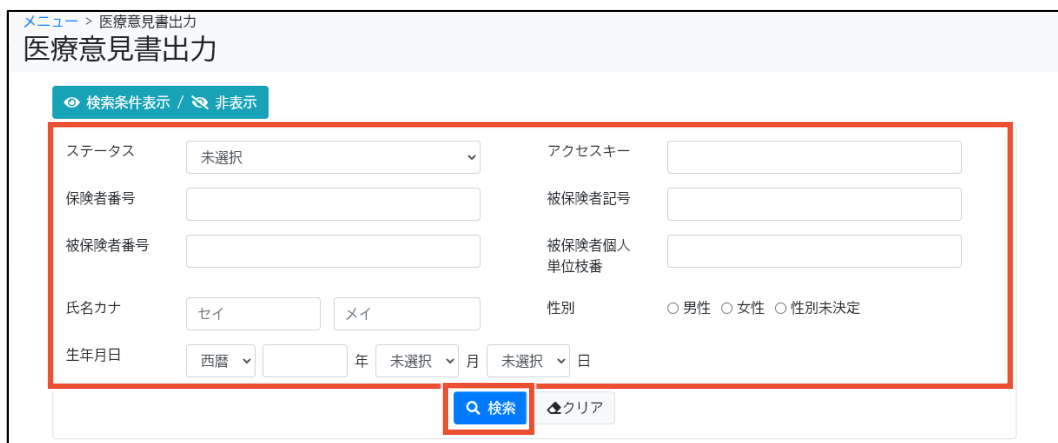 メニュー > 医療意見書出力
医療意見書出力
検索条件表示 / 非表示
ステータス 未選択 アクセスキー
保険者番号 被保険者記号
被保険者番号 被保険者個人
単位枝番
氏名カナ セイ メイ 性別 男性 女性 性別未決定
生年月日 西暦 年 未選択 月 未選択 日
検索 クリア